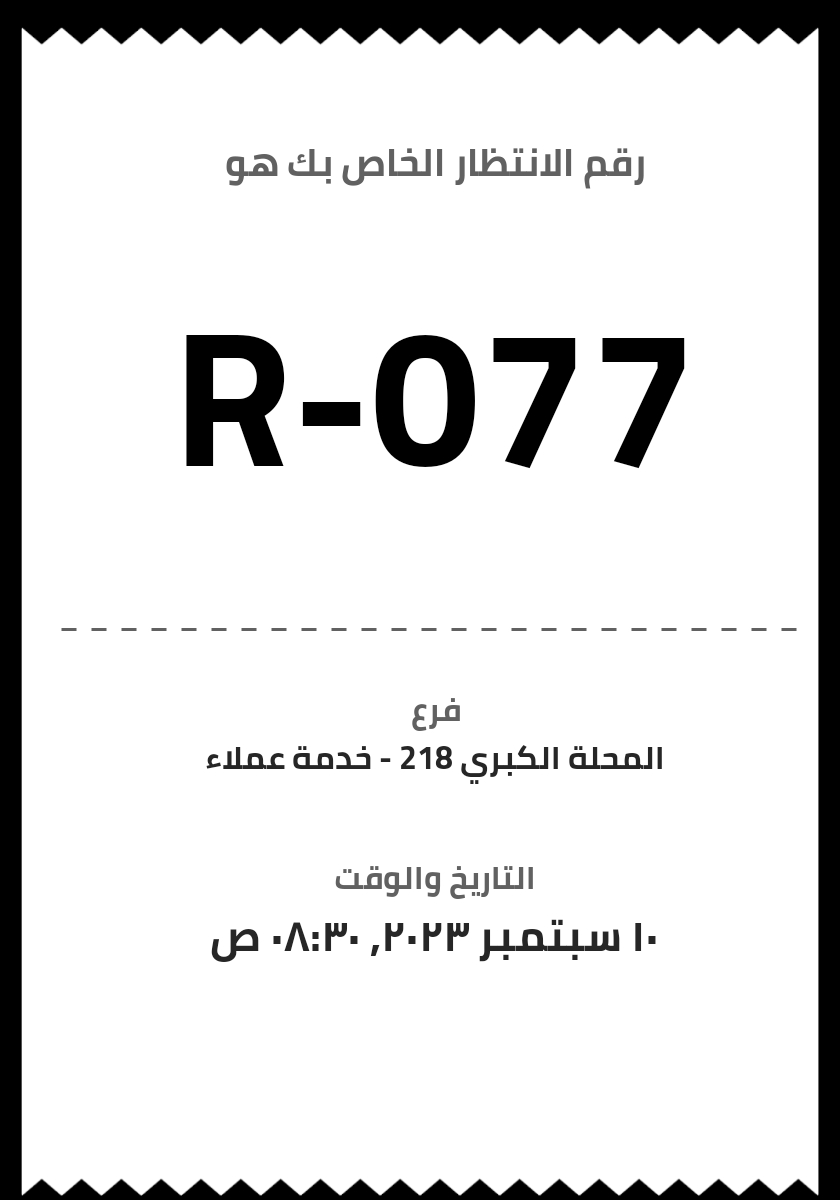 رقم الانتظار الخاص بك هو
R-077
فرع
المحلة الكبري 218 - خدمة عملاء
التاريخ والوقت
١٠ سبتمبر ٢٠٢٣, ٠٨:٣٠ ص